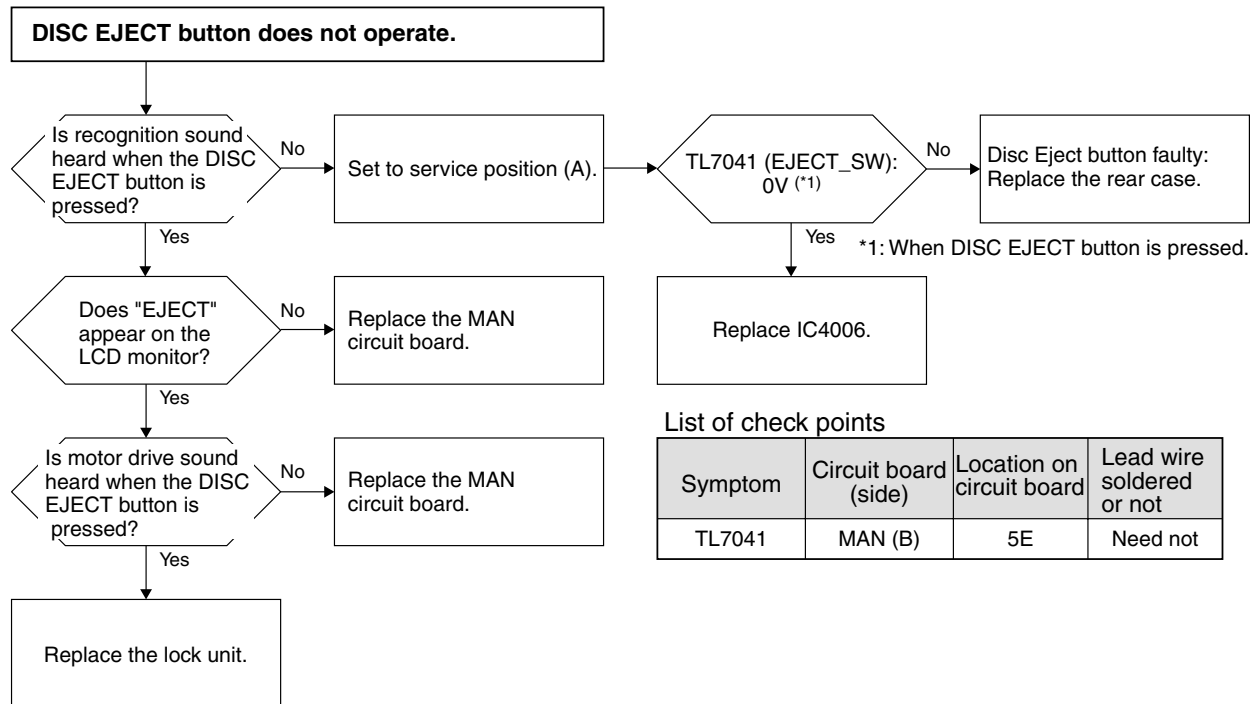 DISC EJECT button does not operate.
Is recognition sound
heard when the DISC
EJECT button is
pressed?
No
Set to service position (A).
TL7041 (EJECT_SW):
0V (*1)
No
Disc Eject button faulty:
Replace the rear case.
Yes
Yes
*1: When DISC EJECT button is pressed.
Does "EJECT"
appear on the
LCD monitor?
No
Replace the MAN
circuit board.
Replace IC4006.
Yes
Is motor drive sound
heard when the DISC
EJECT button is
pressed?
No
Replace the MAN
circuit board.
Yes
Replace the lock unit.
List of check points
Symptom
Circuit board
(side)
Location on
circuit board
Lead wire
soldered
or not
TL7041
MAN (B)
5E
Need not